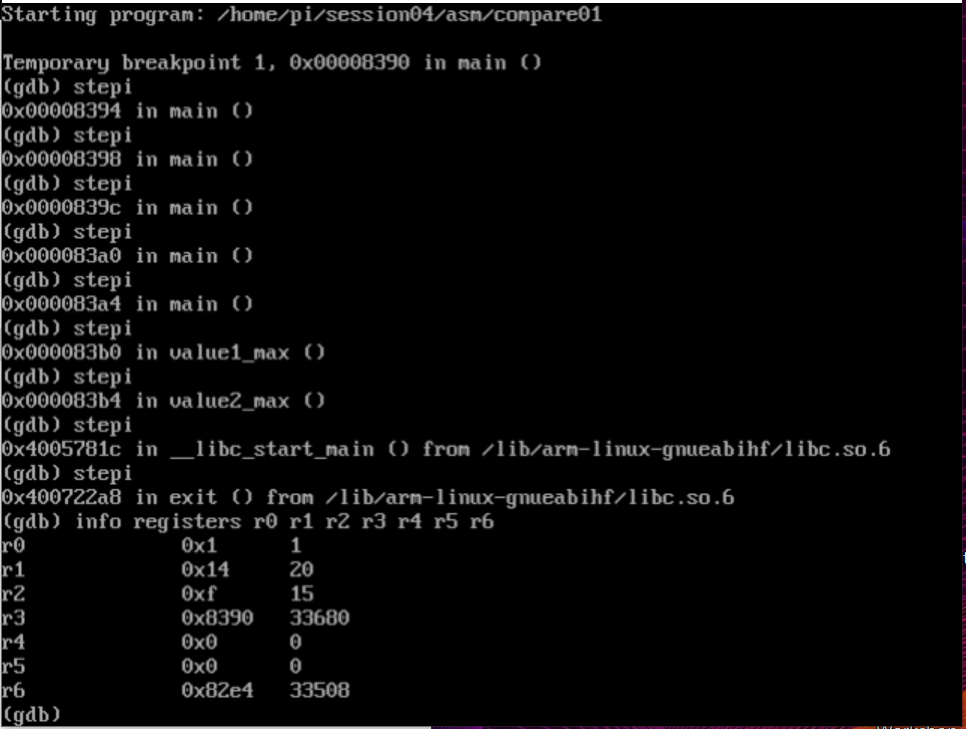 Starting program: /home/pi/session04/asm/compare01
Temporary breakpoint 1, 0x00008390 in main ()
(gdb) stepi
0x00008394 in main ()
(gdb) stepi
0x00008398 in main ()
(gdb) stepi
0x0000839c in main ()
(gdb) stepi
0x000083a0 in main ()
(gdb) stepi
0x000083a4 in main ()
(gdb) stepi
0x000083b0 in value1_max ()
(gdb) stepi
0x000083b4 in value2_max ()
(gdb) stepi
0x4005781c in __libc_start_main () from /lib/arm-linux-gnueabihf/libc.so.6
(gdb) stepi
0x400722a8 in exit () from /lib/arm-linux-gnueabihf/libc.so.6
(gdb) info registers r0 r1 r2 r3 r4 r5 r6
r0 0x1 1
r1 0x14 20
r2 0xf 15
r3 0x8390 33680
r4 0x0 0
r5 0x0 0
r6 0x82e4 33508
(gdb)